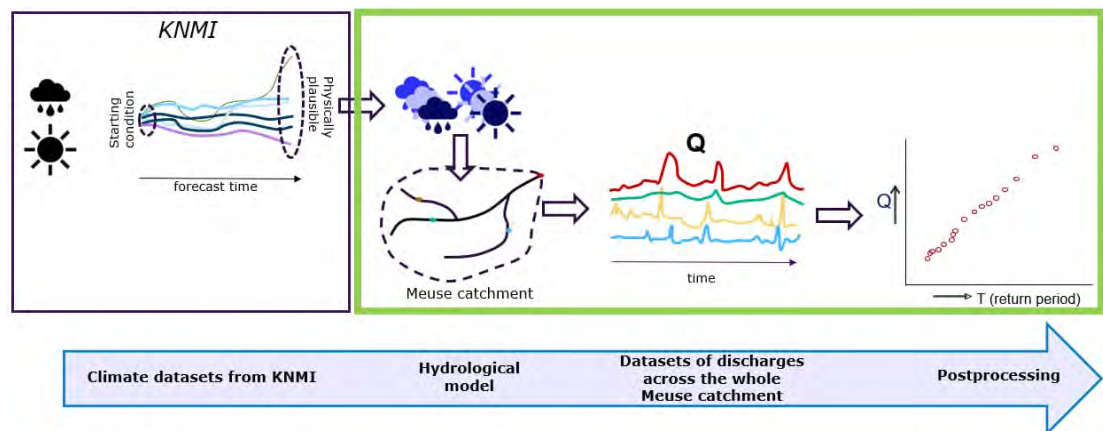 KNMI
Starting
condition
Physically
plausible
forecast time
Meuse catchment
Q
time
Q
T (return period)
Climate datasets from KNMI
Hydrological
model
Datasets of discharges
across the whole
Meuse catchment
Postprocessing